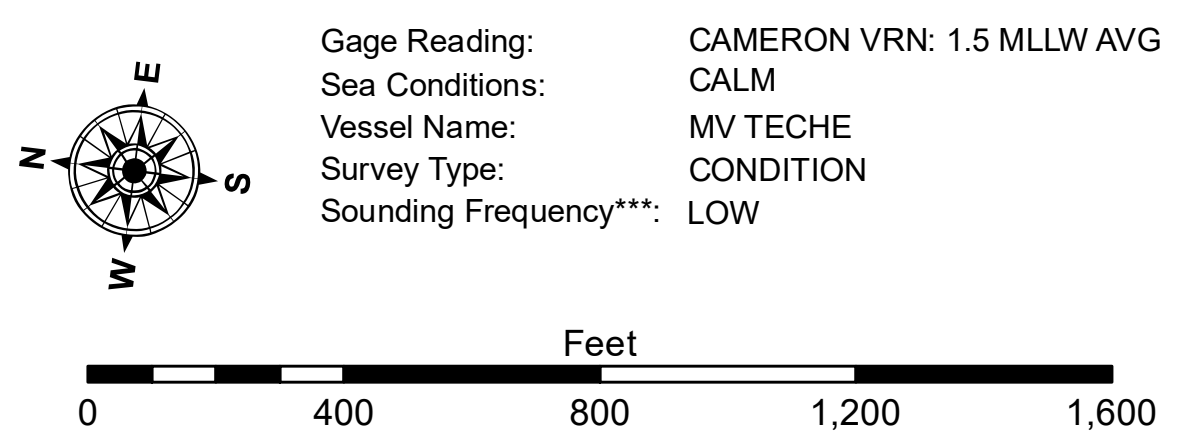 E
N
S
W
Gage Reading: CAMERON VRN: 1.5 MLLW AVG
Sea Conditions: CALM
Vessel Name: MV TECHE
Survey Type: CONDITION
Sounding Frequency***: LOW
Feet
0 400 800 1,200 1,600